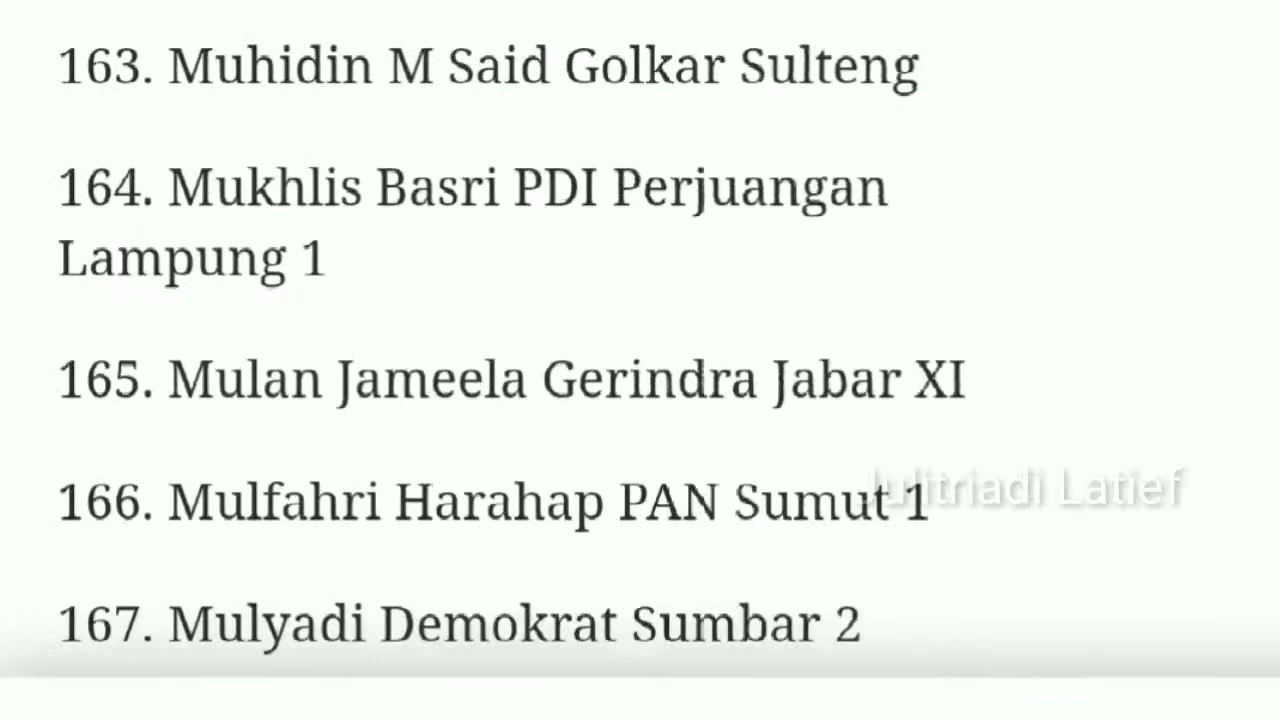 163. Muhidin M Said Golkar Sulteng
164. Mukhlis Basri PDI Perjuangan
Lampung 1
165. Mulan Jameela Gerindra Jabar XI
166. Mulfahri Harahap PAN Sumut 1
Latief
167. Mulyadi Demokrat Sumbar 2